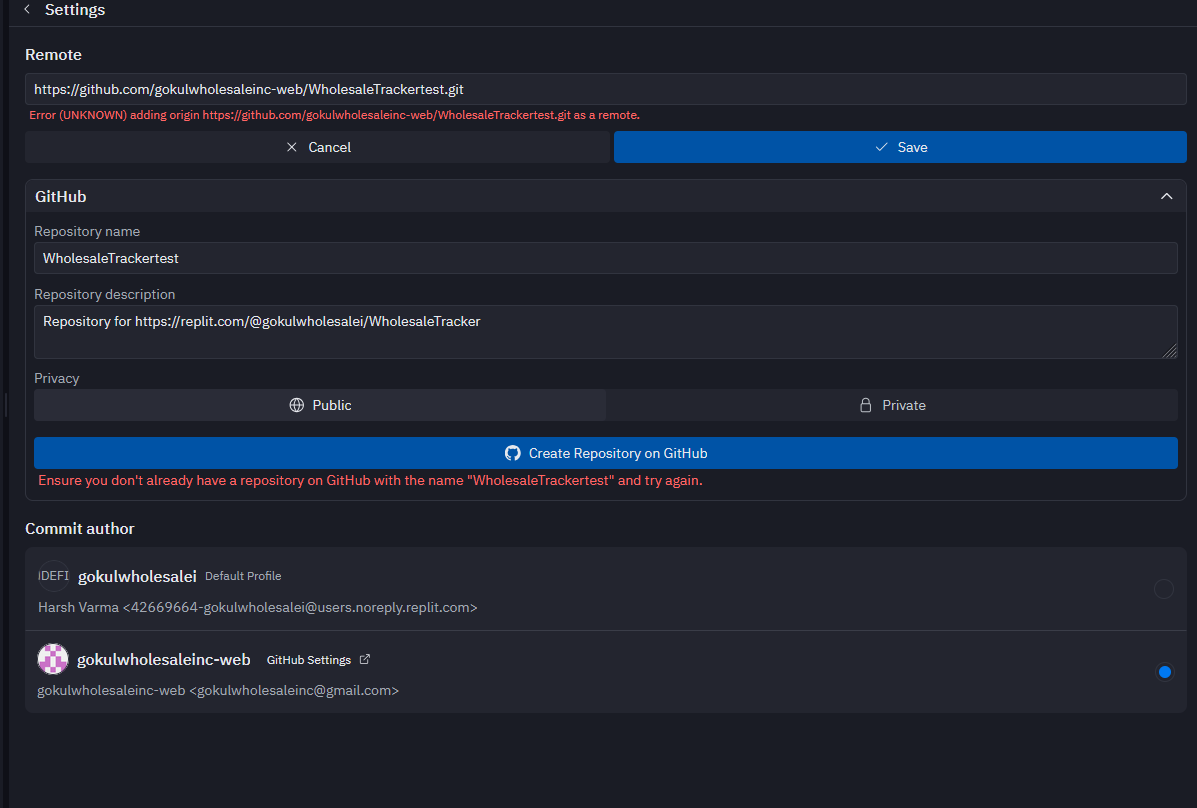 Settings
Remote
https://github.com/gokulwholesaleinc-web/WholesaleTrackertest.git
Error (UNKNOWN) adding origin https://github.com/gokulwholesaleinc-web/WholesaleTrackertest.git as a remote.
Cancel Save
GitHub
Repository name
WholesaleTrackertest
Repository description
Repository for https://replit.com/@gokulwholesalei/WholesaleTracker
Privacy
Public Private
Create Repository on GitHub
Ensure you don't already have a repository on GitHub with the name "WholesaleTrackertest" and try again.
Commit author
DEFI gokulwholesalei Default Profile
Harsh Varma <42669664-gokulwholesalei@users.noreply.replit.com>
gokulwholesaleinc-web GitHub Settings
gokulwholesaleinc-web <gokulwholesaleinc@gmail.com>